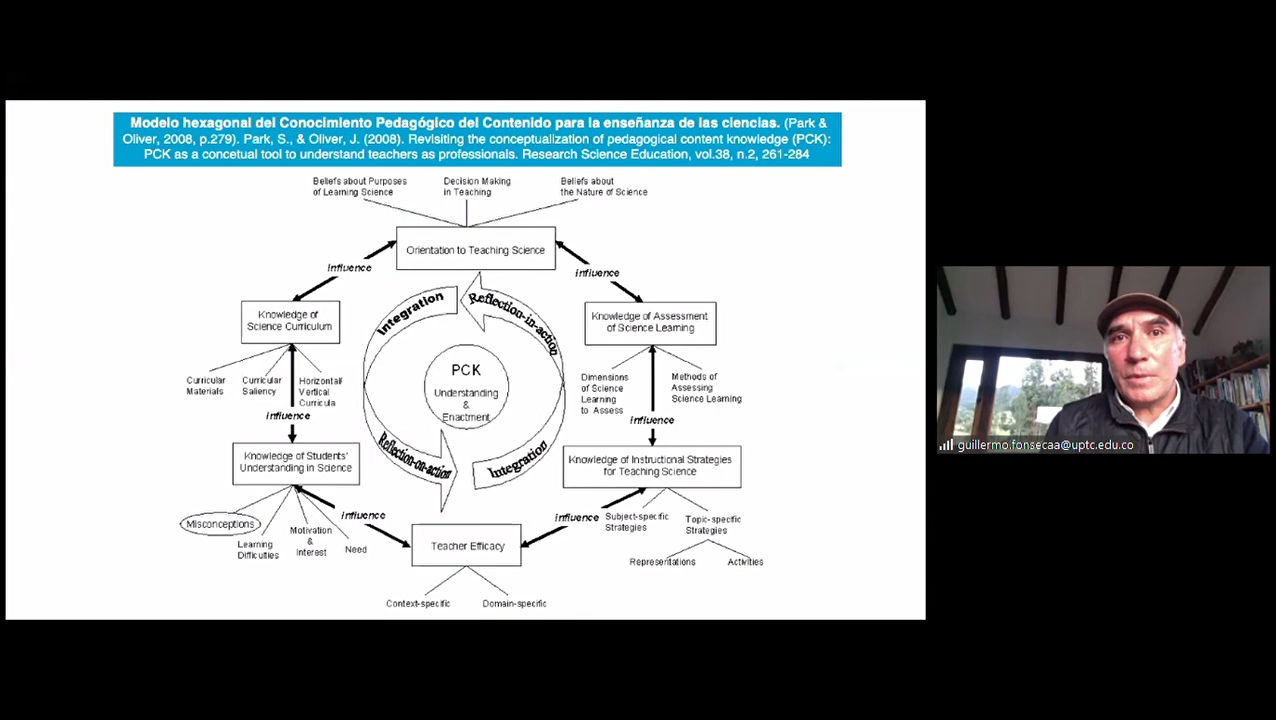 Modelo hexagonal del Conocimiento Pedagógico del Contenido para la enseñanza de las ciencias. (Park &
Oliver, 2008, p.279). Park, S., & Oliver, J. (2008). Revisiting the conceptualization of pedagogical content knowledge (PCK):
PCK as a concetual tool to understand teachers as professionals. Research Science Education, vol.38, n.2, 261-284
Beliefs about Purposes
of Learning Science
Decision Making
in Teaching
Beliefs about
the Nature of Science
Orientation to Teaching Science
influence
influence
Integration
Reflection-in-action
Knowledge of
Science Curriculum
Knowledge of Assessment
of Science Learning
PCK
Understanding
&
Enactment
Curricular
Materials
Curricular
Saliency
Horizontal/
Vertical
Curricula
Dimensions
of Science
Learning
to Assess
Methods of
Assessing
Science Learning
influence
influence
Reflection-on-action
Integration
Knowledge of Students'
Understanding in Science
Knowledge of Instructional Strategies
for Teaching Science
guillermo.fonsecaa@uptc.edu.co
Misconceptions
Learning
Difficulties
Motivation
&
Interest
Need
influence
influence
Subject-specific
Strategies
Topic-specific
Strategies
Teacher Efficacy
Representations
Activities
Context-specific
Domain-specific